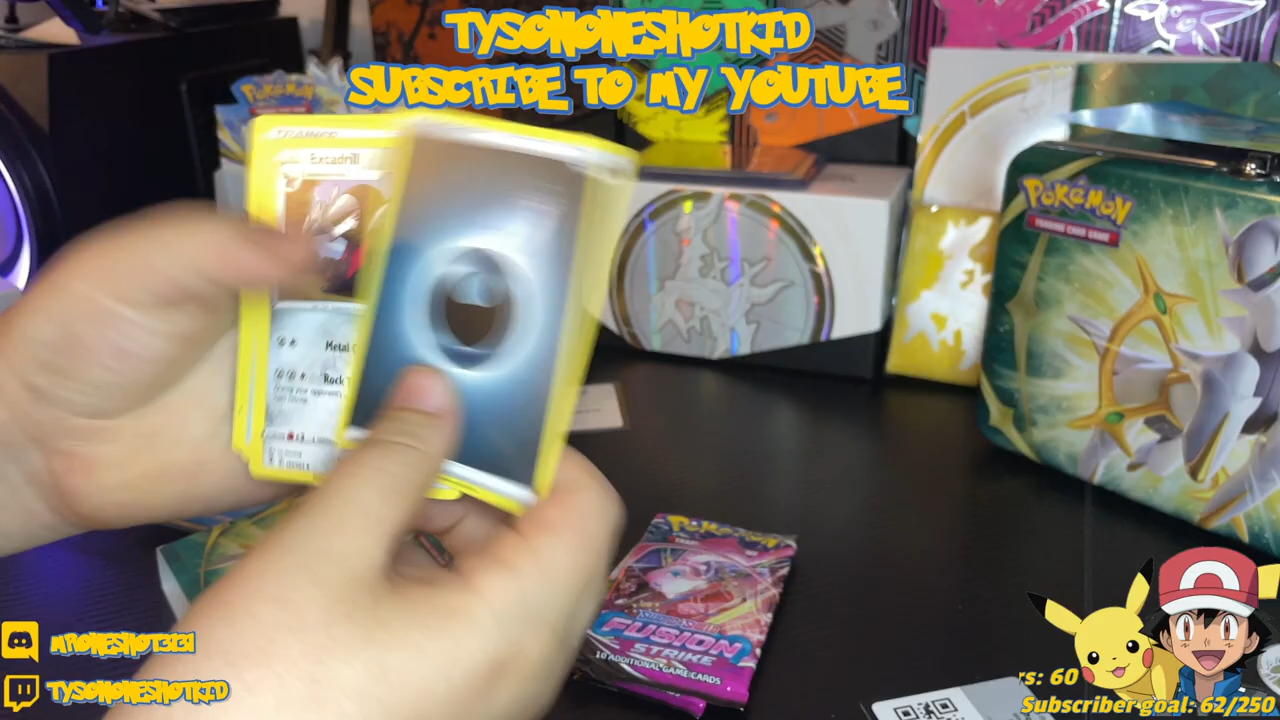 TYSONONESHOTKID
SUBSCRIBE TO MY YOUTUBE
Pokémon
TRAINER
Excadrill
Metal
Rock
Pokémon
TRADING CARD GAME
Pokémon
FUSION
STRIKE
10 ADDITIONAL GAME CARDS
MRONESHOT3131
TYSONONESHOTKID
rs: 60
Subscriber goal: 62/250